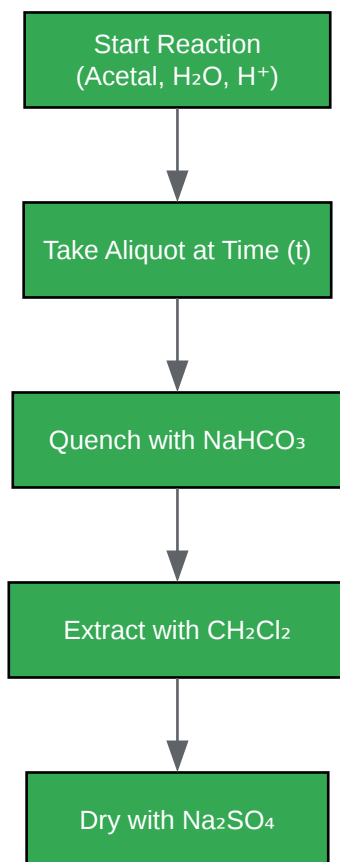 Start Reaction
(Acetal, H₂O, H⁺)
Take Aliquot at Time (t)
Quench with NaHCO₃
Extract with CH₂Cl₂
Dry with Na₂SO₄